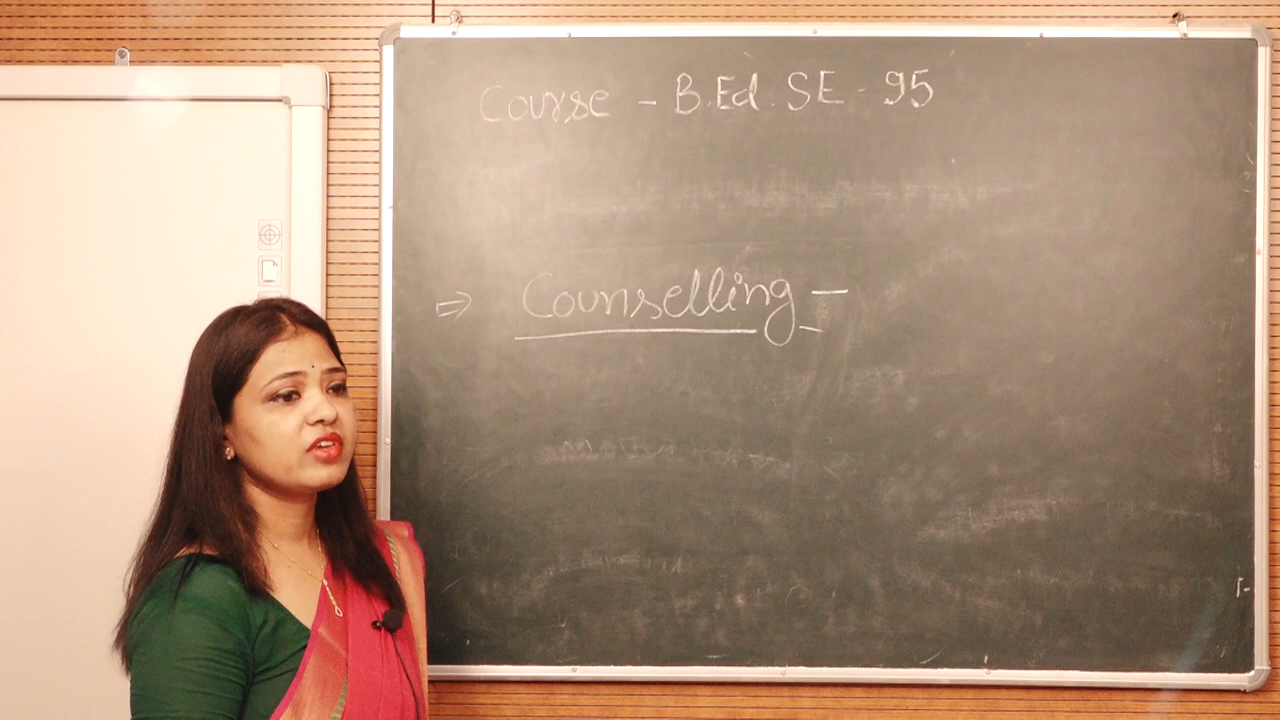 Course - B.Ed. SE - 95
⇒ Counselling -